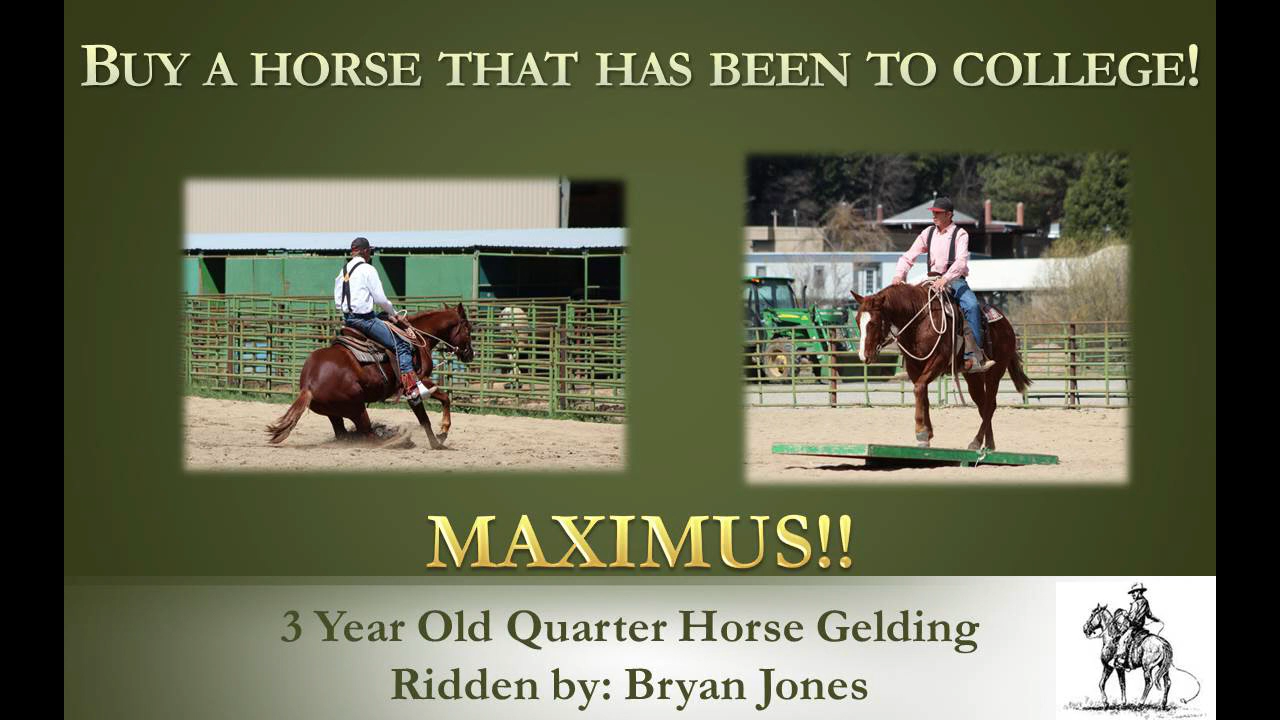 Buy a horse that has been to college!
MAXIMUS!!
3 Year Old Quarter Horse Gelding
Ridden by: Bryan Jones